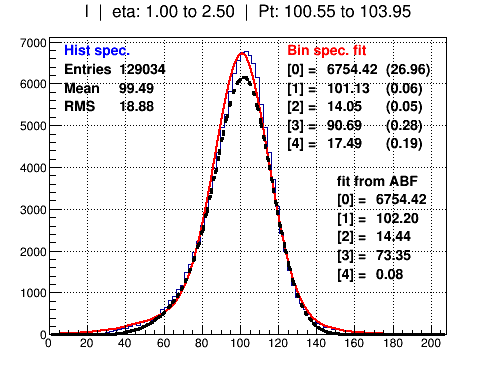 I | eta: 1.00 to 2.50 | Pt: 100.55 to 103.95
Hist spec.
Entries 129034
Mean 99.49
RMS 18.88
Bin spec. fit
[0] = 6754.42 (26.96)
[1] = 101.13 (0.06)
[2] = 14.05 (0.05)
[3] = 90.69 (0.28)
[4] = 17.49 (0.19)
fit from ABF
[0] = 6754.42
[1] = 102.20
[2] = 14.44
[3] = 73.35
[4] = 0.08
7000
6000
5000
4000
3000
2000
1000
0
0 20 40 60 80 100 120 140 160 180 200